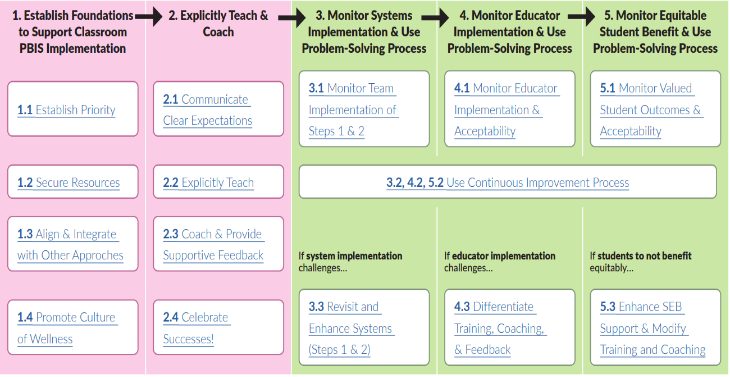 1. Establish Foundations
to Support Classroom
PBIS Implementation
2. Explicitly Teach &
Coach
3. Monitor Systems
Implementation & Use
Problem-Solving Process
4. Monitor Educator
Implementation & Use
Problem-Solving Process
5. Monitor Equitable
Student Benefit & Use
Problem-Solving Process
1.1 Establish Priority
2.1 Communicate
Clear Expectations
3.1 Monitor Team
Implementation of
Steps 1 & 2
4.1 Monitor Educator
Implementation &
Acceptability
5.1 Monitor Valued
Student Outcomes &
Acceptability
1.2 Secure Resources
2.2 Explicitly Teach
3.2, 4.2, 5.2 Use Continuous Improvement Process
1.3 Align & Integrate
with Other Approches
2.3 Coach & Provide
Supportive Feedback
If system implementation
challenges...
If educator implementation
challenges...
If students to not benefit
equitably...
1.4 Promote Culture
of Wellness
2.4 Celebrate
Successes!
3.3 Revisit and
Enhance Systems
(Steps 1 & 2)
4.3 Differentiate
Training, Coaching,
& Feedback
5.3 Enhance SEB
Support & Modify
Training and Coaching